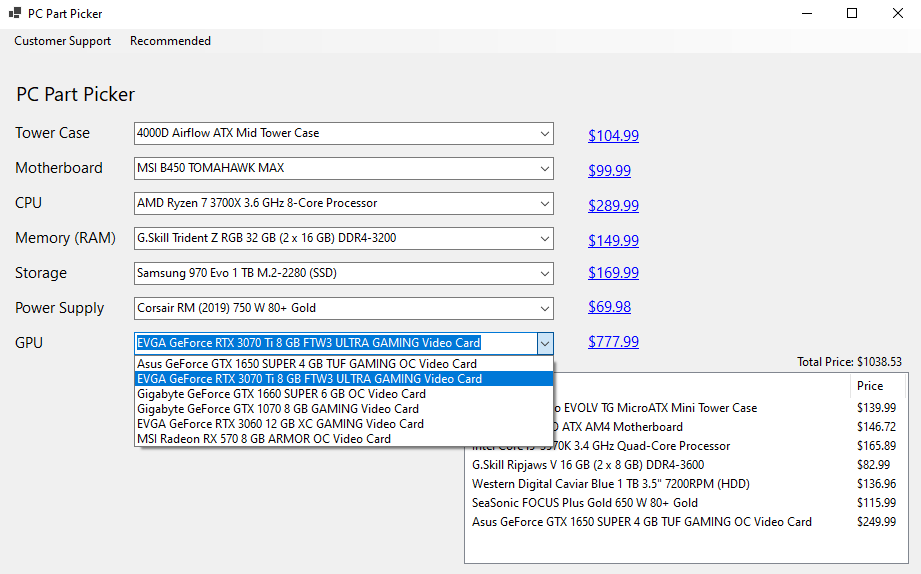 PC Part Picker
Customer Support Recommended
PC Part Picker
Tower Case 4000D Airflow ATX Mid Tower Case $104.99
Motherboard MSI B450 TOMAHAWK MAX $99.99
CPU AMD Ryzen 7 3700X 3.6 GHz 8-Core Processor $289.99
Memory (RAM) G.Skill Trident Z RGB 32 GB (2 x 16 GB) DDR4-3200 $149.99
Storage Samsung 970 Evo 1 TB M.2-2280 (SSD) $169.99
Power Supply Corsair RM (2019) 750 W 80+ Gold $69.98
GPU EVGA GeForce RTX 3070 Ti 8 GB FTW3 ULTRA GAMING Video Card $777.99
Asus GeForce GTX 1650 SUPER 4 GB TUF GAMING OC Video Card
EVGA GeForce RTX 3070 Ti 8 GB FTW3 ULTRA GAMING Video Card
Gigabyte GeForce GTX 1660 SUPER 6 GB OC Video Card
Gigabyte GeForce GTX 1070 8 GB GAMING Video Card
EVGA GeForce RTX 3060 12 GB XC GAMING Video Card
MSI Radeon RX 570 8 GB ARMOR OC Video Card
Total Price: $1038.53
Price
EVOLV TG MicroATX Mini Tower Case $139.99
ATX AM4 Motherboard $146.72
3.4 GHz Quad-Core Processor $165.89
G.Skill Ripjaws V 16 GB (2 x 8 GB) DDR4-3600 $82.99
Western Digital Caviar Blue 1 TB 3.5" 7200RPM (HDD) $136.96
SeaSonic FOCUS Plus Gold 650 W 80+ Gold $115.99
Asus GeForce GTX 1650 SUPER 4 GB TUF GAMING OC Video Card $249.99